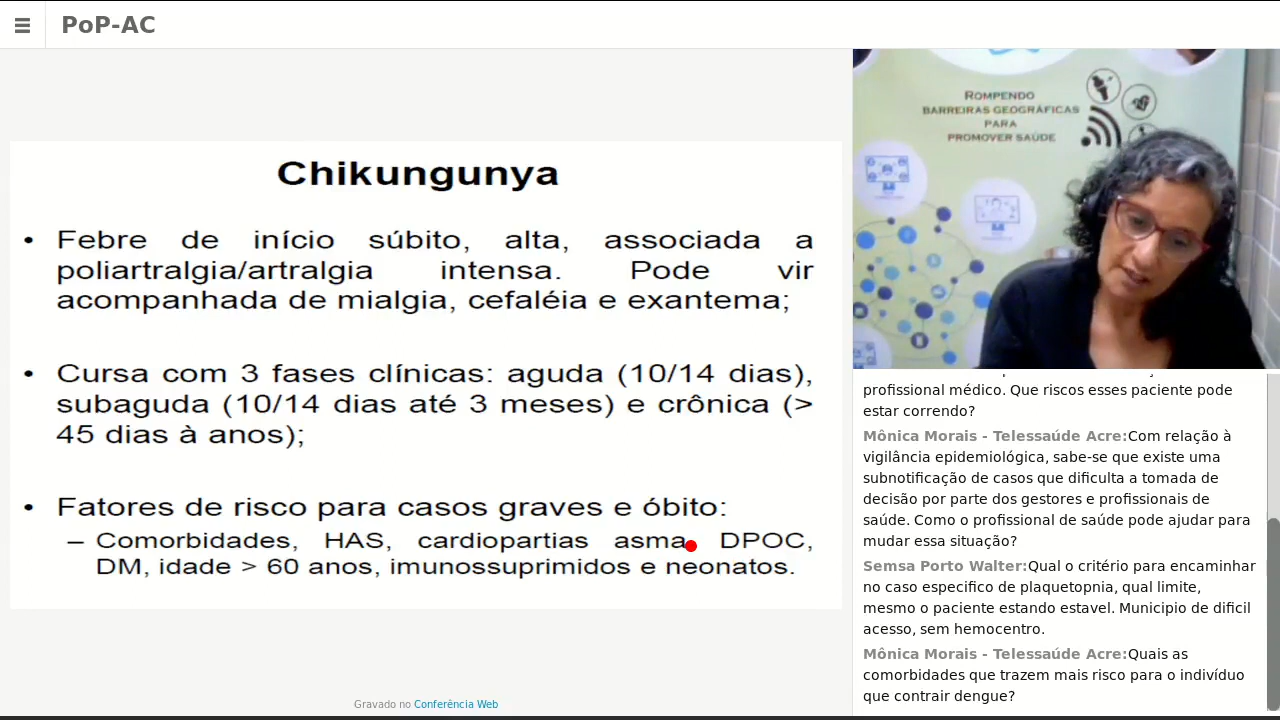 PoP-AC
Chikungunya
• Febre de início súbito, alta, associada a
poliartralgia/artralgia intensa. Pode vir
acompanhada de mialgia, cefaléia e exantema;
• Cursa com 3 fases clínicas: aguda (10/14 dias),
subaguda (10/14 dias até 3 meses) e crônica (>
45 dias à anos);
• Fatores de risco para casos graves e óbito:
– Comorbidades, HAS, cardiopartias asma, DPOC,
DM, idade > 60 anos, imunossuprimidos e neonatos.
Gravado no Conferência Web
ROMPENDO
BARREIRAS GEOGRÁFICAS
PARA
PROMOVER SAÚDE
profissional médico. Que riscos esses paciente pode
estar correndo?
Mônica Morais - Telessaúde Acre:Com relação à
vigilância epidemiológica, sabe-se que existe uma
subnotificação de casos que dificulta a tomada de
decisão por parte dos gestores e profissionais de
saúde. Como o profissional de saúde pode ajudar para
mudar essa situação?
Semsa Porto Walter:Qual o critério para encaminhar
no caso especifico de plaquetopnia, qual limite,
mesmo o paciente estando estavel. Municipio de dificil
acesso, sem hemocentro.
Mônica Morais - Telessaúde Acre:Quais as
comorbidades que trazem mais risco para o indivíduo
que contrair dengue?